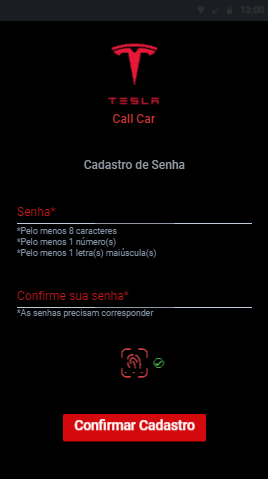 13:00
TESLA
Call Car
Cadastro de Senha
Senha*
*Pelo menos 8 caracteres
*Pelo menos 1 número(s)
*Pelo menos 1 letra(s) maiúscula(s)
Confirme sua senha*
*As senhas precisam corresponder
Confirmar Cadastro